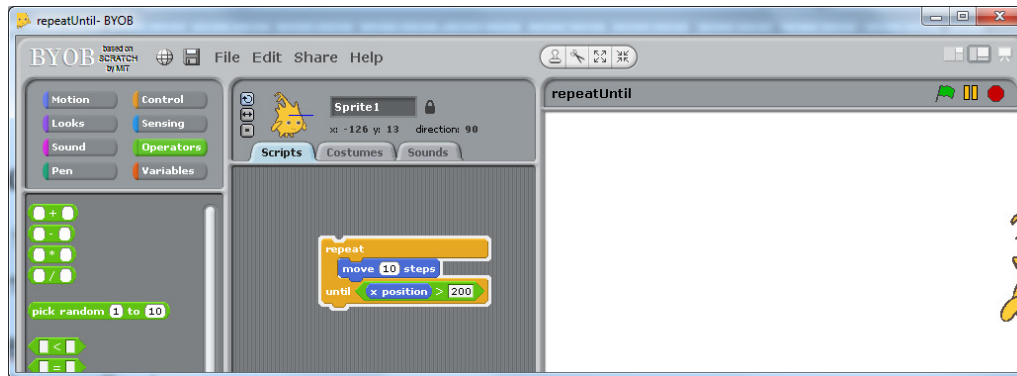 repeatUntil- BYOB
BYOB based on SCRATCH by MIT File Edit Share Help
Motion Control
Looks Sensing
Sound Operators
Pen Variables
Sprite1
x: -126 y: 13 direction: 90
Scripts Costumes Sounds
repeatUntil
+
-
*
/
pick random 1 to 10
<
=
repeat
move 10 steps
until x position > 200